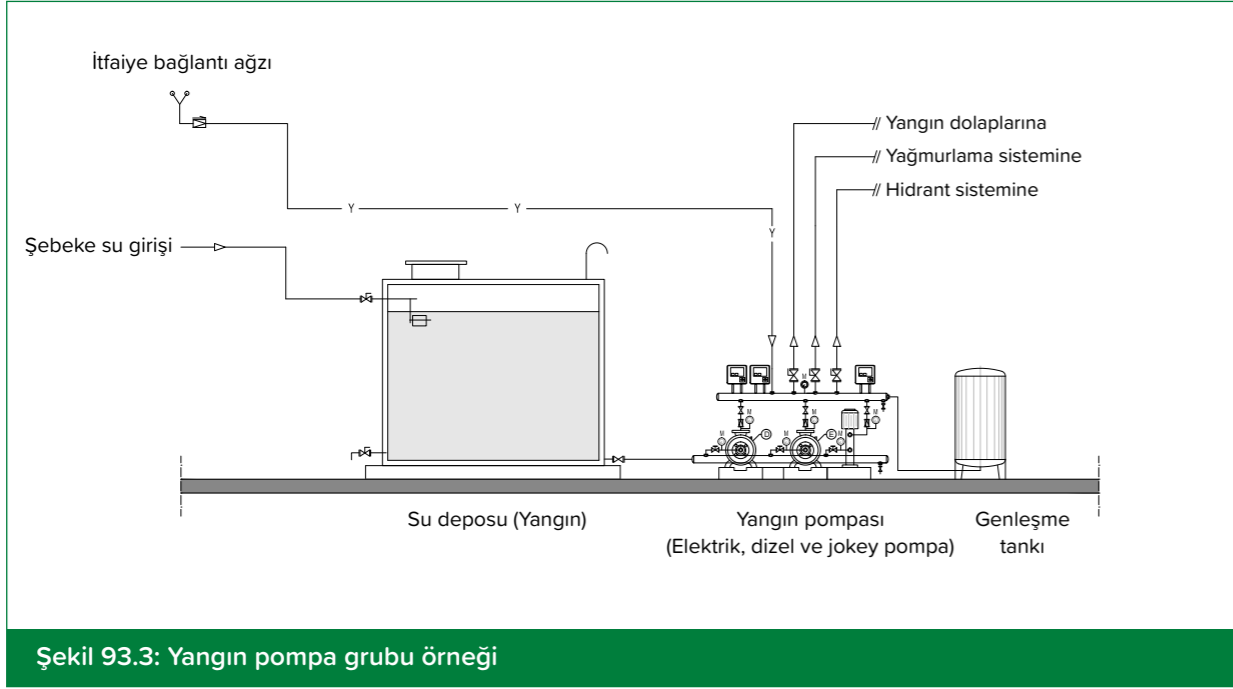 İtfaiye bağlantı ağzı
Yangın dolaplarına
Yağmurlama sistemine
Hidrant sistemine
Y Y
Y
Şebeke su girişi
M
M M M
D E
M M M
Su deposu (Yangın)
Yangın pompası
(Elektrik, dizel ve jokey pompa)
Genleşme
tankı
Şekil 93.3: Yangın pompa grubu örneği